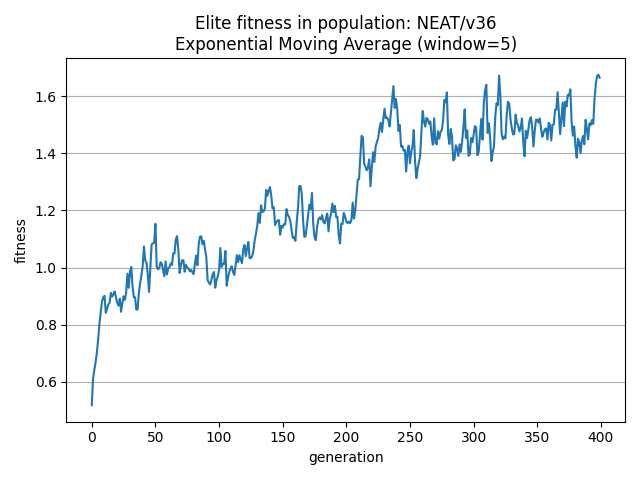 Elite fitness in population: NEAT/v36
Exponential Moving Average (window=5)
fitness
1.6
1.4
1.2
1.0
0.8
0.6
0 50 100 150 200 250 300 350 400
generation